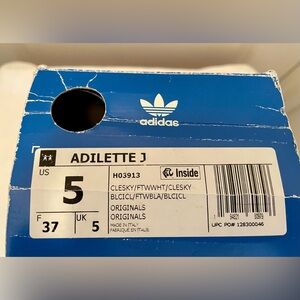 adidas
ADILETTE J
US
5
F
37
UK
5
H03913
Inside
CLESKY/FTWWHT/CLESKY
BLCICL/FTWBLA/BLCICL
ORIGINALS
ORIGINALS
MADE IN ITALY
FABRIQUE EN ITALIE
UPC PO# 128300046